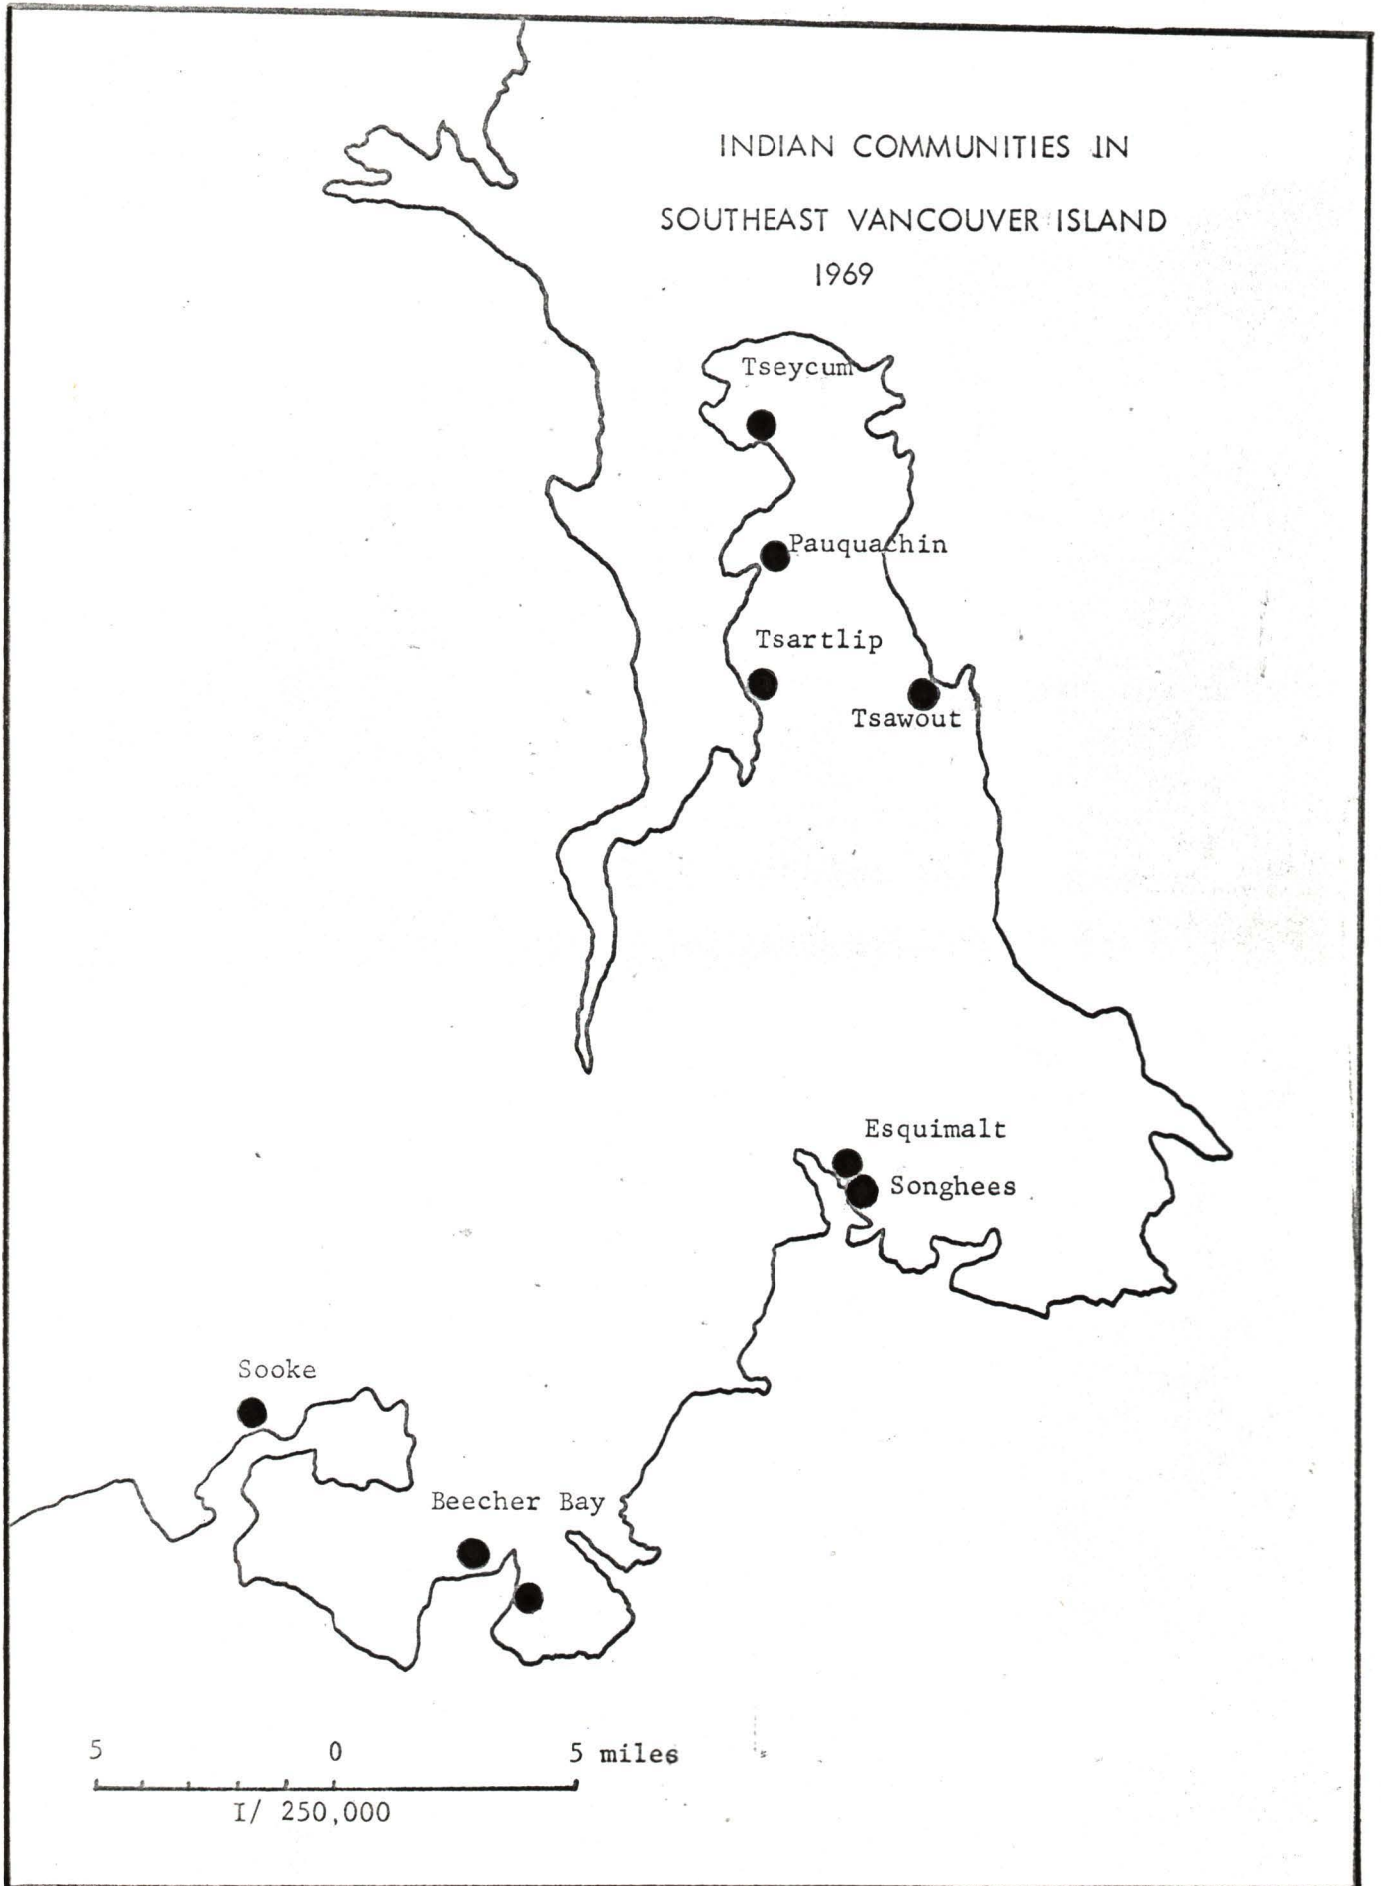 INDIAN COMMUNITIES IN
SOUTHEAST VANCOUVER ISLAND
1969
Tseycum
Pauquachin
Tsartlip
Tsawout
Esquimalt
Songhees
Sooke
Beecher Bay
5 0 5 miles
I/ 250,000